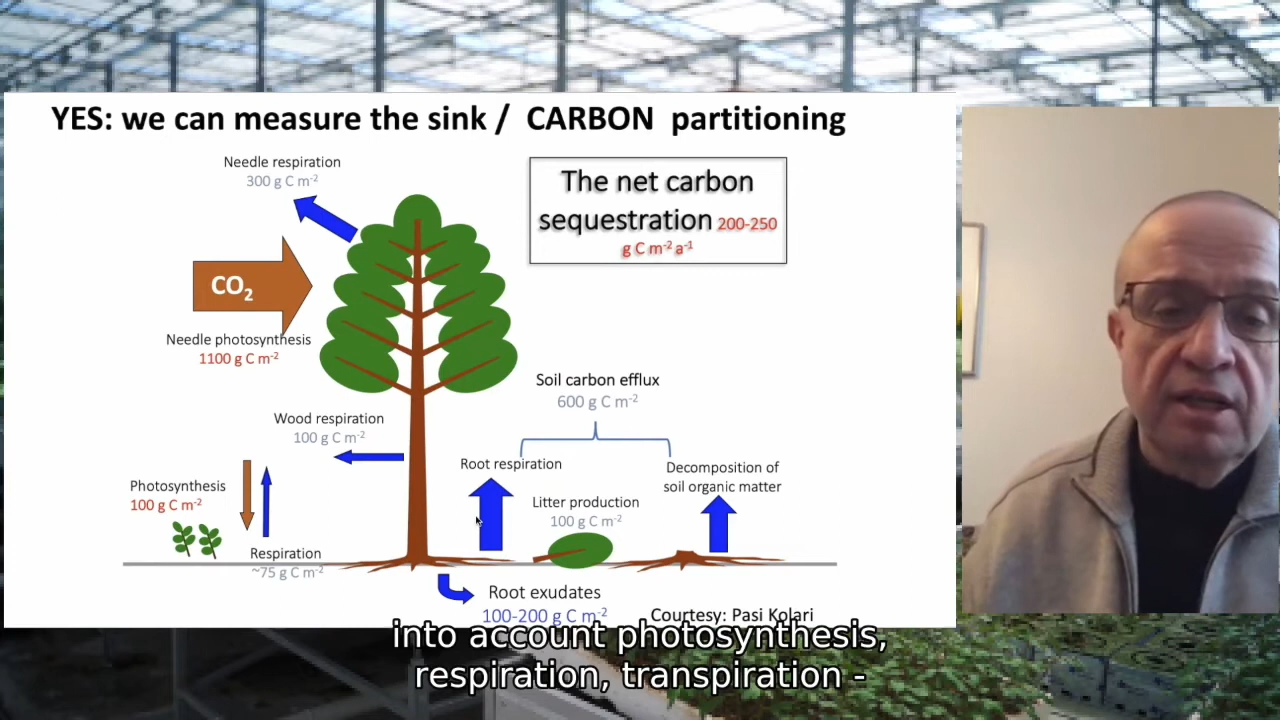 YES: we can measure the sink / CARBON partitioning
Needle respiration
300 g C m-2
The net carbon
sequestration 200-250
g C m-2 a-1
CO2
Needle photosynthesis
1100 g C m-2
Soil carbon efflux
600 g C m-2
Wood respiration
100 g C m-2
Root respiration
Decomposition of
soil organic matter
Photosynthesis
100 g C m-2
Litter production
100 g C m-2
Respiration
~75 g C m-2
Root exudates
100-200 g C m-2
Courtesy: Pasi Kolari
into account photosynthesis,
respiration, transpiration -